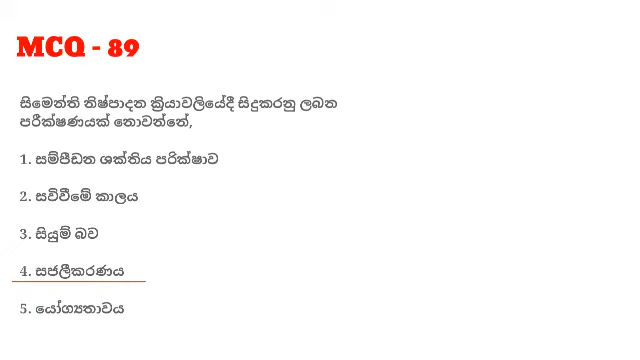 MCQ - 89
සිමෙන්ති නිෂ්පාදන ක්‍රියාවලියේදී සිදුකරනු ලබන
පරීක්ෂණයක් නොවන්නේ,
1. සම්පීඩන ශක්තිය පරික්ෂාව
2. සවිවීමේ කාලය
3. සියුම් බව
4. සජලීකරණය
5. යෝග්‍යතාවය